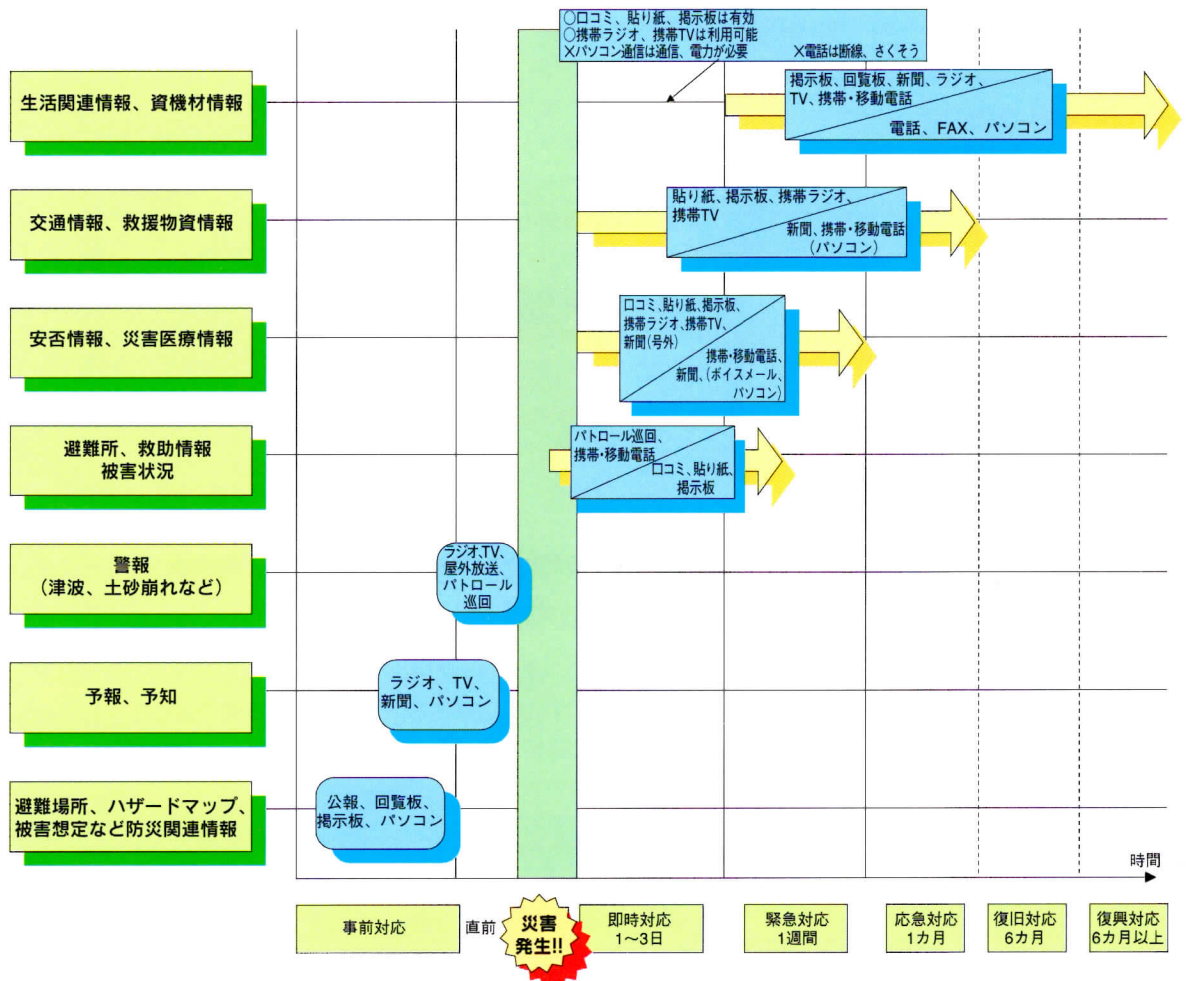 ○口コミ、貼り紙、掲示板は有効
○携帯ラジオ、携帯TVは利用可能
×パソコン通信は通信、電力が必要　×電話は断線、さくそう
生活関連情報、資機材情報
掲示板、回覧板、新聞、ラジオ、
TV、携帯・移動電話
電話、FAX、パソコン
交通情報、救援物資情報
貼り紙、掲示板、携帯ラジオ、
携帯TV
新聞、携帯・移動電話
（パソコン）
安否情報、災害医療情報
口コミ、貼り紙、掲示板、
携帯ラジオ、携帯TV、
新聞（号外）
携帯・移動電話、
新聞、（ボイスメール、
パソコン）
避難所、救助情報
被害状況
パトロール巡回、
携帯・移動電話
口コミ、貼り紙、
掲示板
警報
（津波、土砂崩れなど）
ラジオ、TV、
屋外放送、
パトロール
巡回
予報、予知
ラジオ、TV、
新聞、パソコン
避難場所、ハザードマップ、
被害想定など防災関連情報
公報、回覧板、
掲示板、パソコン
時間
事前対応
直前
災害
発生!!
即時対応
1〜3日
緊急対応
1週間
応急対応
1カ月
復旧対応
6カ月
復興対応
6カ月以上